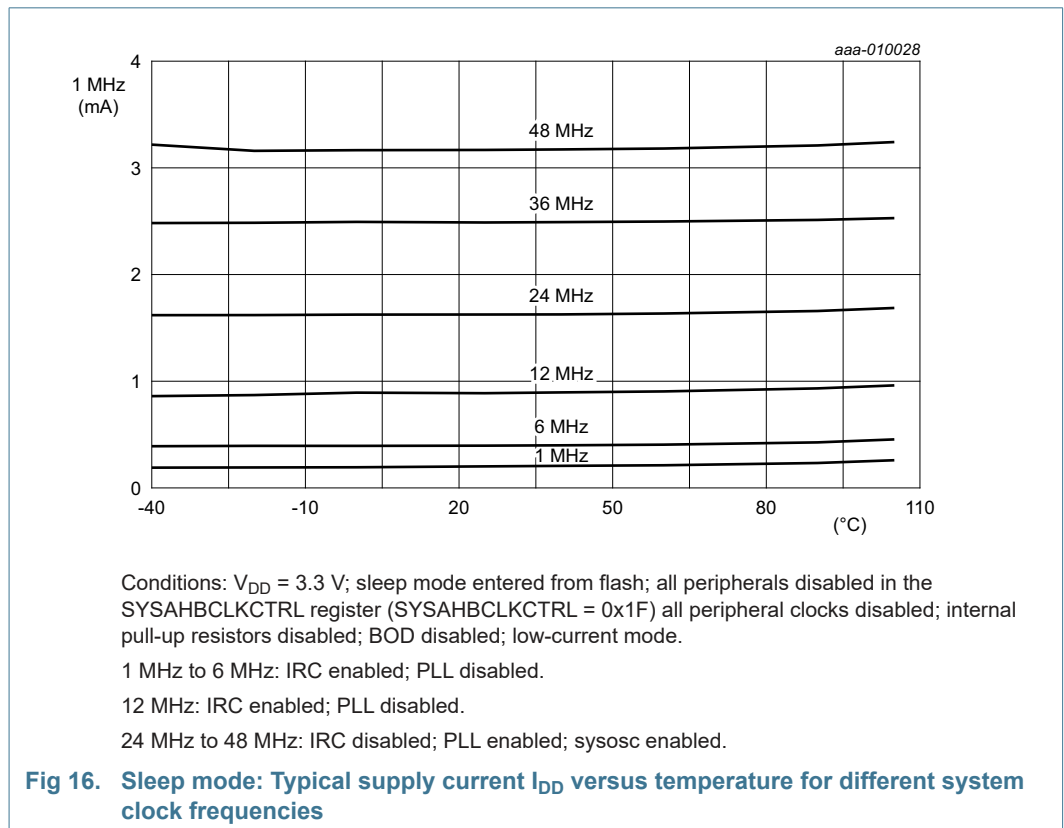 aaa-010028
4
1 MHz
(mA)
48 MHz
3
36 MHz
2
24 MHz
1
12 MHz
6 MHz
1 MHz
0
-40 -10 20 50 80 110
(°C)
Conditions: VDD = 3.3 V; sleep mode entered from flash; all peripherals disabled in the
SYSAHBCLKCTRL register (SYSAHBCLKCTRL = 0x1F) all peripheral clocks disabled; internal
pull-up resistors disabled; BOD disabled; low-current mode.
1 MHz to 6 MHz: IRC enabled; PLL disabled.
12 MHz: IRC enabled; PLL disabled.
24 MHz to 48 MHz: IRC disabled; PLL enabled; sysosc enabled.
Fig 16. Sleep mode: Typical supply current IDD versus temperature for different system
clock frequencies